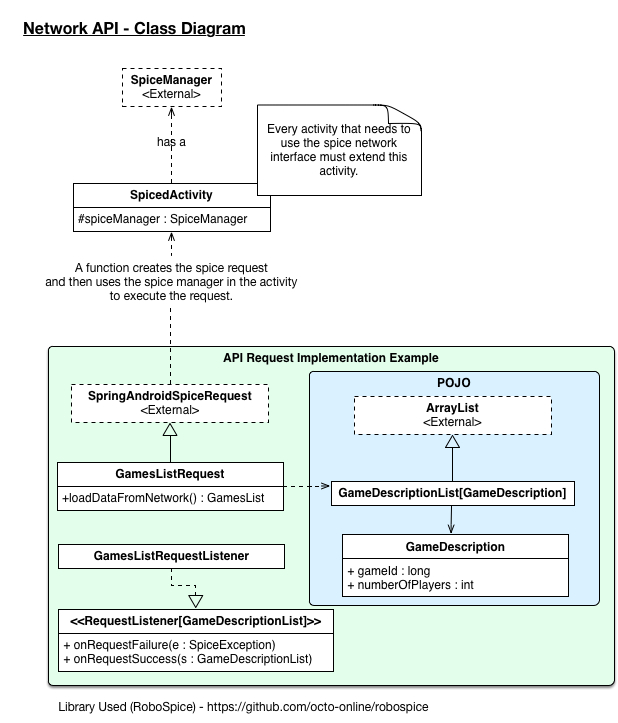 Network API - Class Diagram
SpiceManager
<External>
has a
Every activity that needs to
use the spice network
interface must extend this
activity.
SpicedActivity
#spiceManager : SpiceManager
A function creates the spice request
and then uses the spice manager in the activity
to execute the request.
API Request Implementation Example
SpringAndroidSpiceRequest
<External>
GamesListRequest
+loadDataFromNetwork() : GamesList
GamesListRequestListener
<<RequestListener[GameDescriptionList]>>
+ onRequestFailure(e : SpiceException)
+ onRequestSuccess(s : GameDescriptionList)
POJO
ArrayList
<External>
GameDescriptionList[GameDescription]
GameDescription
+ gameId : long
+ numberOfPlayers : int
Library Used (RoboSpice) - https://github.com/octo-online/robospice